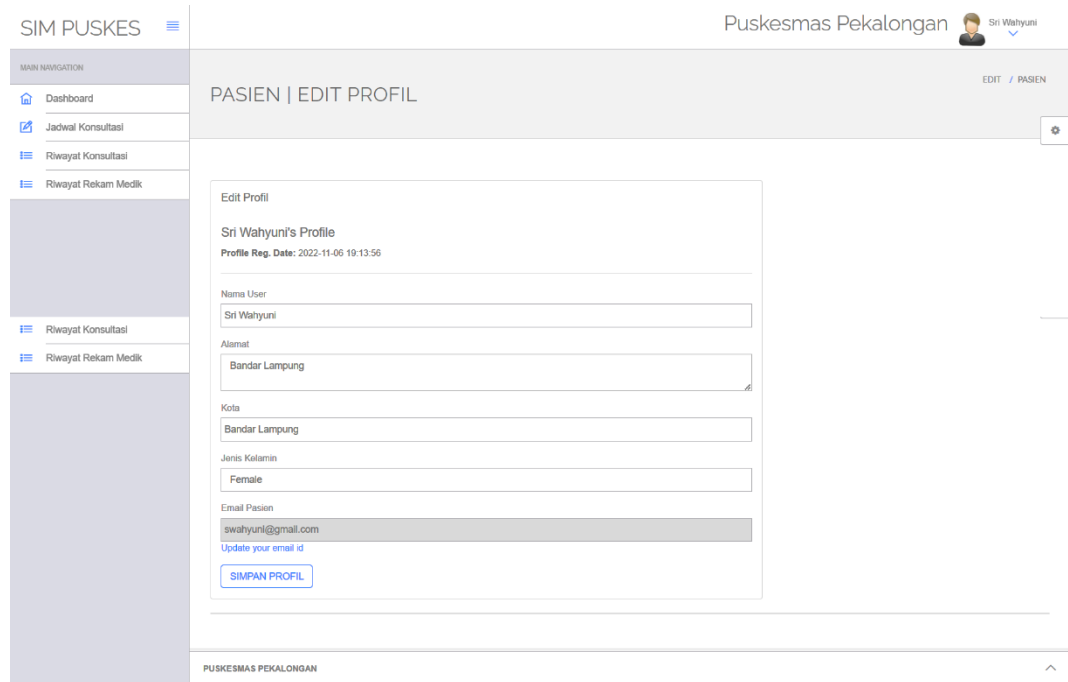 SIM PUSKES
Puskesmas Pekalongan
Sri Wahyuni
MAIN NAVIGATION
Dashboard
Jadwal Konsultasi
Riwayat Konsultasi
Riwayat Rekam Medik
Riwayat Konsultasi
Riwayat Rekam Medik
PASIEN | EDIT PROFIL
EDIT / PASIEN
Edit Profil
Sri Wahyuni's Profile
Profile Reg. Date: 2022-11-06 19:13:56
Nama User
Sri Wahyuni
Alamat
Bandar Lampung
Kota
Bandar Lampung
Jenis Kelamin
Female
Email Pasien
swahyuni@gmail.com
Update your email id
SIMPAN PROFIL
PUSKESMAS PEKALONGAN